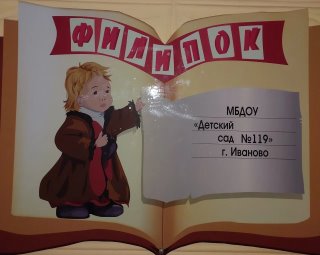 ФИЛИПОК
МБДОУ
«Детский
сад №119»
г. Иваново